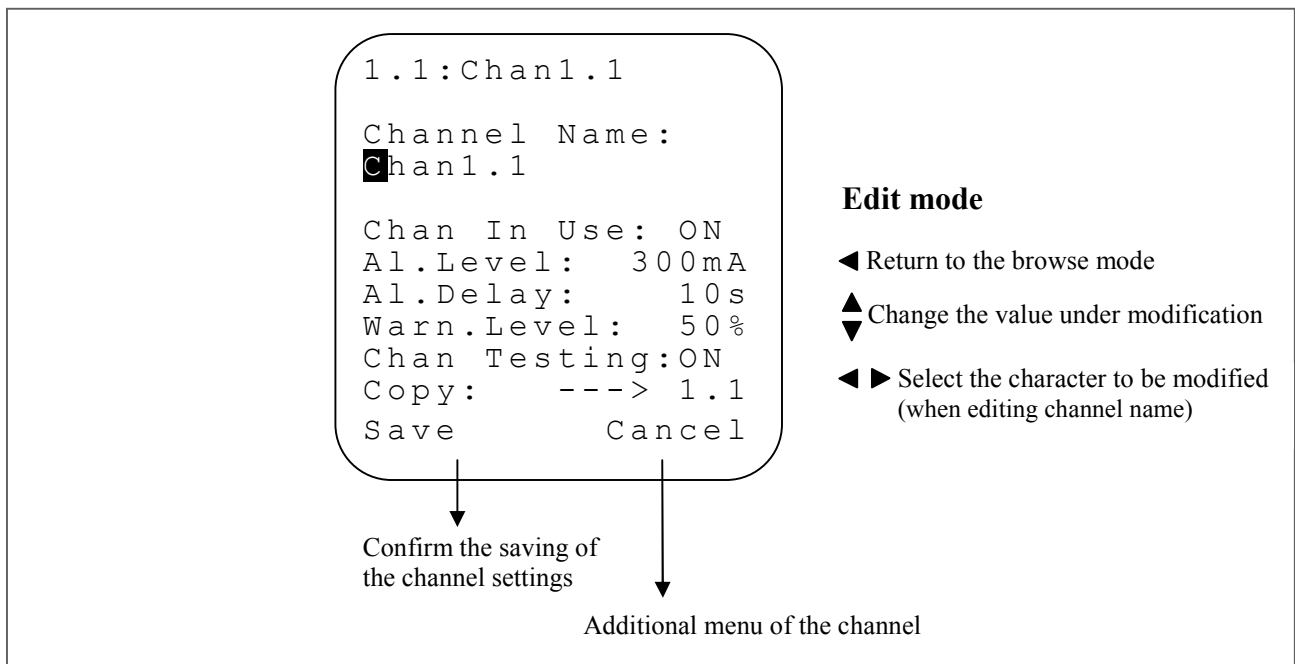 1.1:Chan1.1
Channel Name:
Chan1.1
Chan In Use: ON
Al.Level: 300mA
Al.Delay: 10s
Warn.Level: 50%
Chan Testing:ON
Copy: ---> 1.1
Save Cancel
Edit mode
◀ Return to the browse mode
▲▼ Change the value under modification
◀ ▶ Select the character to be modified
(when editing channel name)
Confirm the saving of
the channel settings
Additional menu of the channel